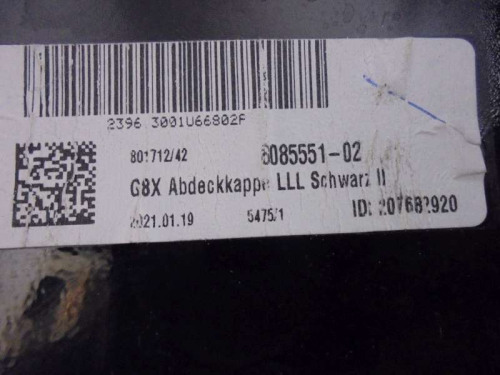 2396 3001U66802F
801712/42 8085551-02
G8X Abdeckkappe LLL Schwarz II
2021.01.19 5475/1 ID: 207682920